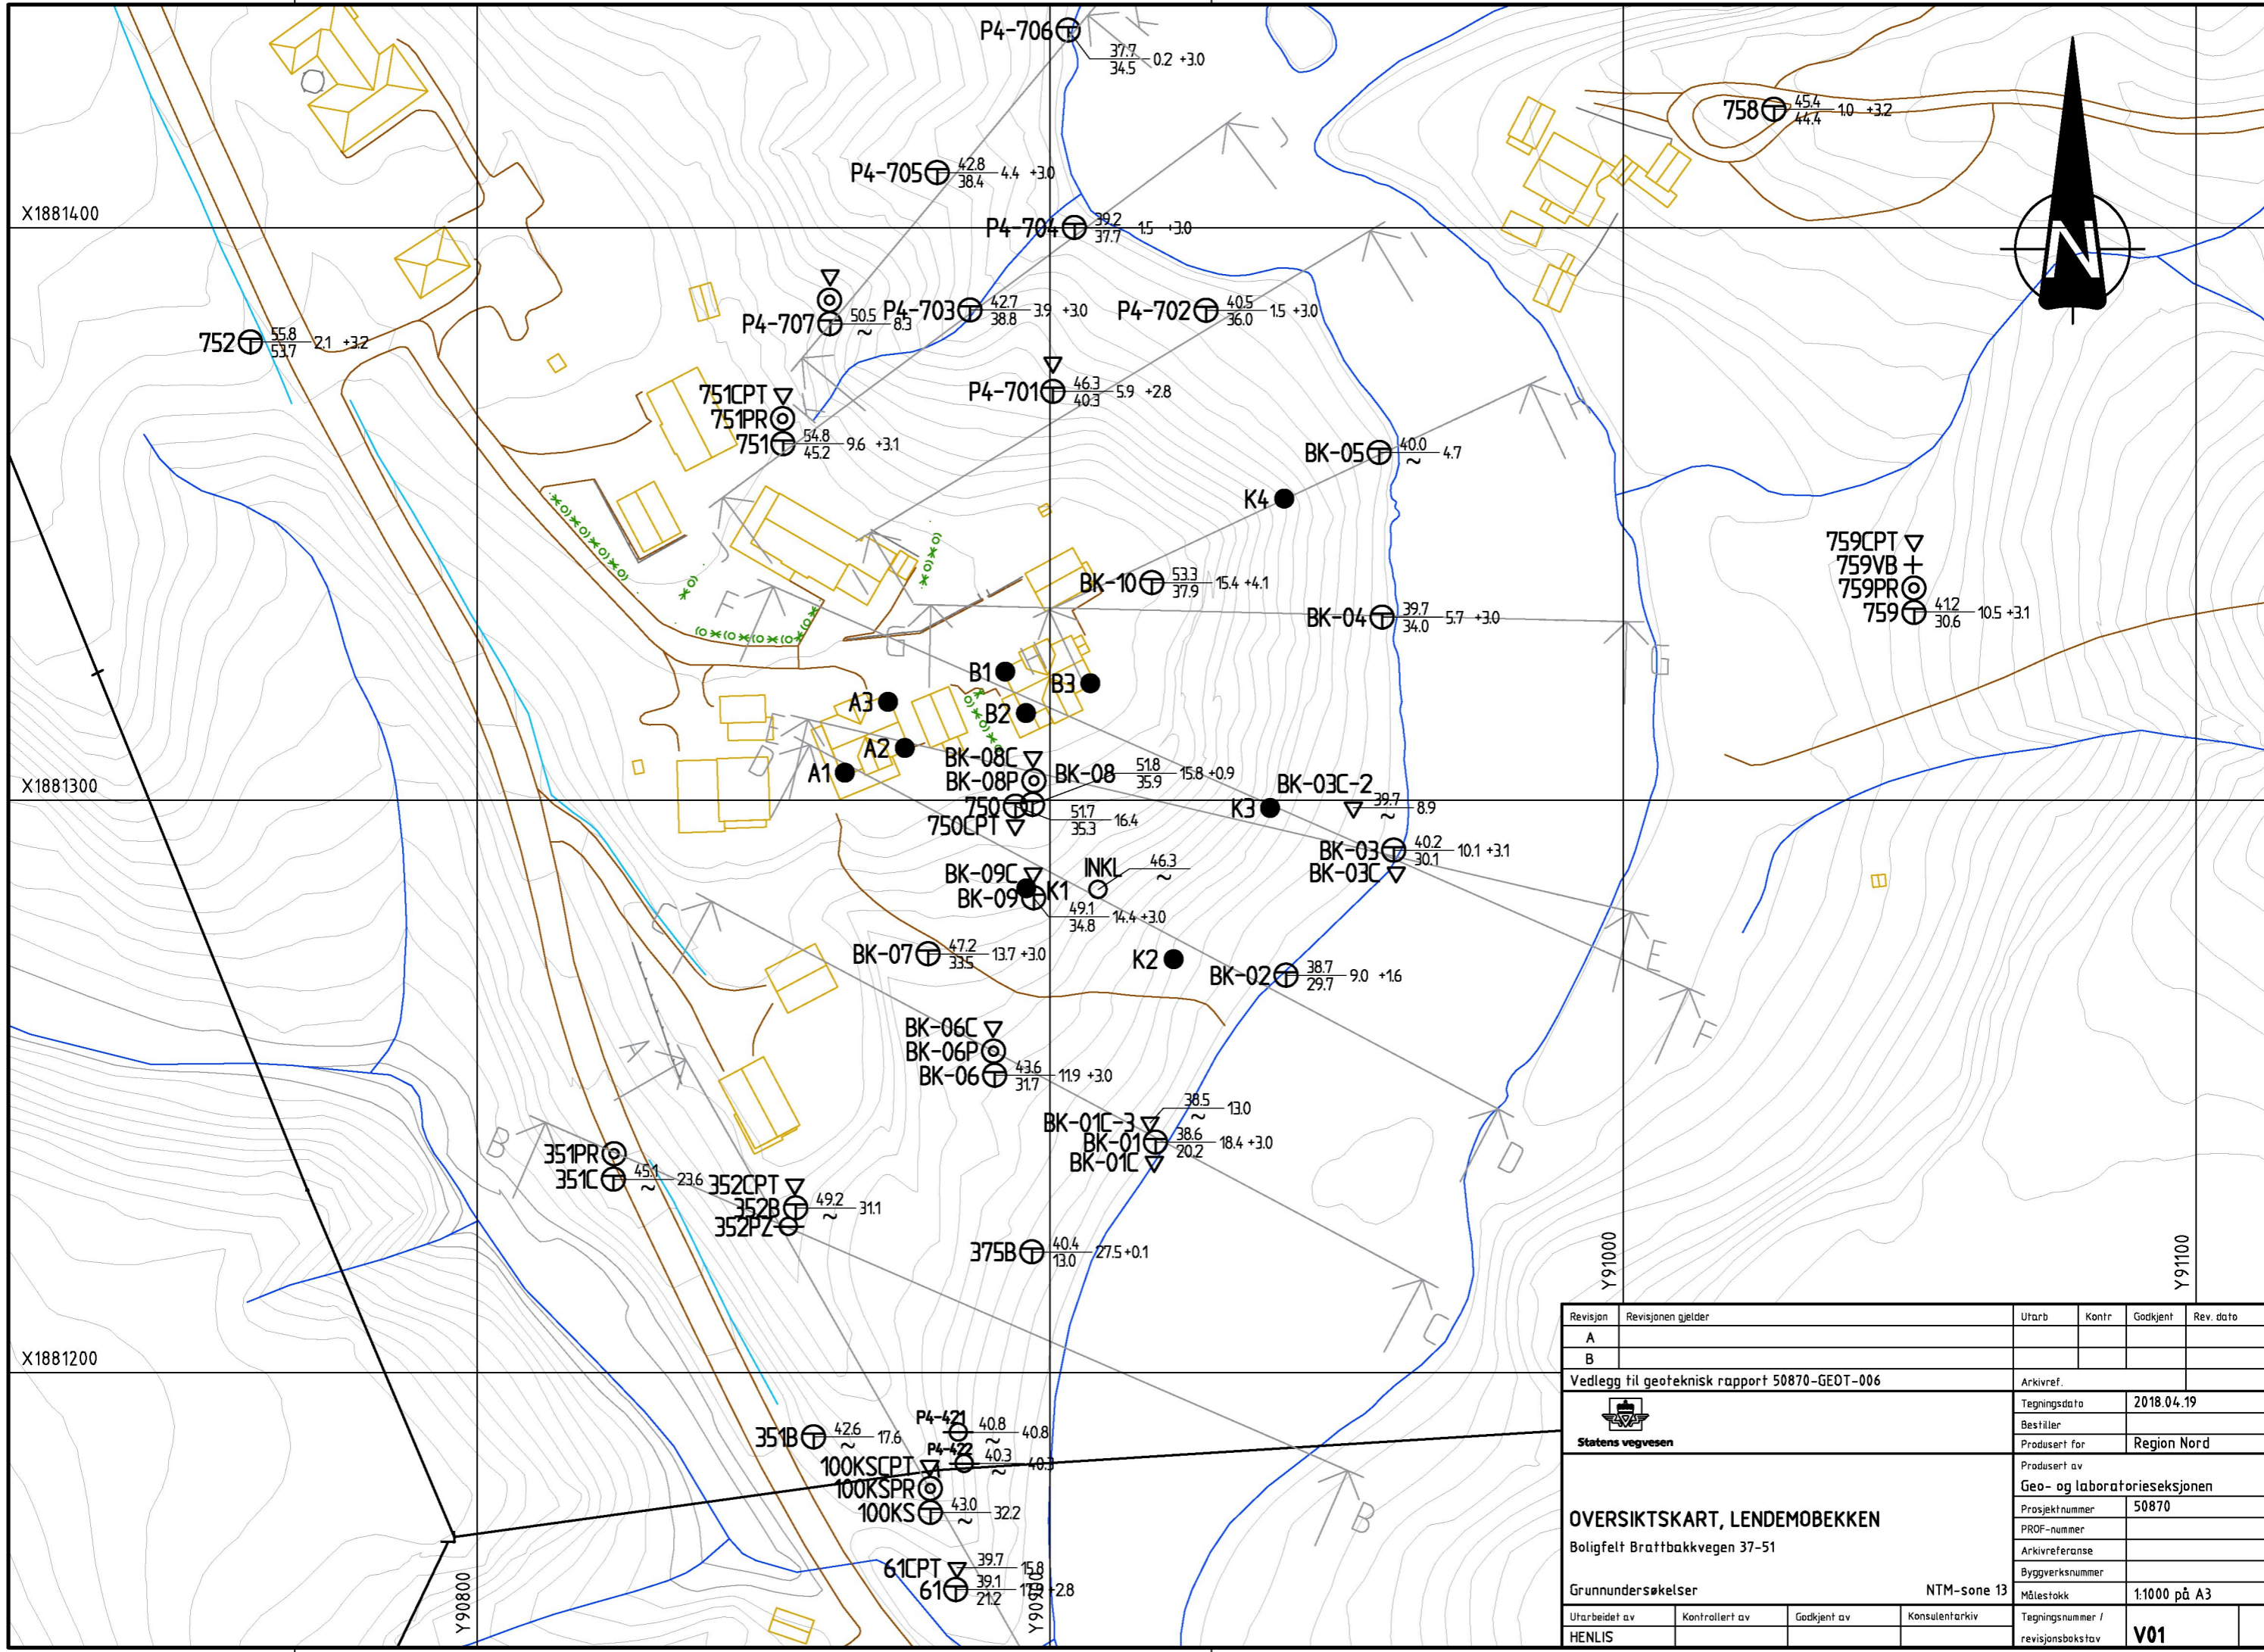 P4-706
37.7
34.5
0.2 +3.0
K
758
45.4
44.4
1.0 +3.2
J
P4-705
42.8
38.4
4.4 +3.0
N
X1881400
P4-704
39.2
37.7
1.5 +3.0
I
P4-707
50.5
~
8.3
P4-703
42.7
38.8
3.9 +3.0
P4-702
40.5
36.0
1.5 +3.0
752
55.8
53.7
2.1 +3.2
P4-701
46.3
40.3
5.9 +2.8
H
751CPT
751PR
751
54.8
45.2
9.6 +3.1
BK-05
40.0
~
4.7
K4
759CPT
759VB
759PR
759
41.2
30.6
10.5 +3.1
J
BK-10
53.3
37.9
15.4 +4.1
F
BK-04
39.7
34.0
5.7 +3.0
G
G
H
B1
B3
A3
B2
A2
A1
D
BK-08C
BK-08P
BK-08
51.8
35.9
15.8 +0.9
X1881300
750
51.7
35.3
16.4
750CPT
K3
BK-03C-2
39.7
~
8.9
BK-03
40.2
30.1
10.1 +3.1
BK-03C
BK-09C
K1
BK-09
49.1
34.8
14.4 +3.0
INKL
46.3
~
C
BK-07
47.2
33.5
13.7 +3.0
K2
BK-02
38.7
29.7
9.0 +1.6
E
F
BK-06C
BK-06P
BK-06
43.6
31.7
11.9 +3.0
A
BK-01C-3
38.5
~
13.0
BK-01
38.6
20.2
18.4 +3.0
BK-01C
D
B
351PR
351C
45.1
~
23.6
352CPT
352B
49.2
~
31.1
352PZ
375B
40.4
13.0
27.5 +0.1
Y91000
Y91100
C
X1881200
351B
42.6
~
17.6
P4-421
40.8
~
40.8
P4-422
40.3
~
40.3
100KSCPT
100KSPR
100KS
43.0
~
32.2
B
61CPT
39.7
15.8
61
39.1
21.2
17.9 +2.8
Y90800
Y90900
Revisjon Revisjonen gjelder Utarb Kontr Godkjent Rev. dato
A
B
Vedlegg til geoteknisk rapport 50870-GEOT-006
Arkivref.
Statens vegvesen
Tegningsdato 2018.04.19
Bestiller
Produsert for Region Nord
Produsert av
Geo- og laboratorieseksjonen
OVERSIKTSKART, LENDEMOBEKKEN
Boligfelt Brattbakkvegen 37-51
Grunnundersøkelser NTM-sone 13
Prosjektnummer 50870
PROF-nummer
Arkivreferanse
Byggverksnummer
Målestokk 1:1000 på A3
Utarbeidet av Kontrollert av Godkjent av Konsulentarkiv
HENLIS
Tegningsnummer /
revisjonsbokstav V01